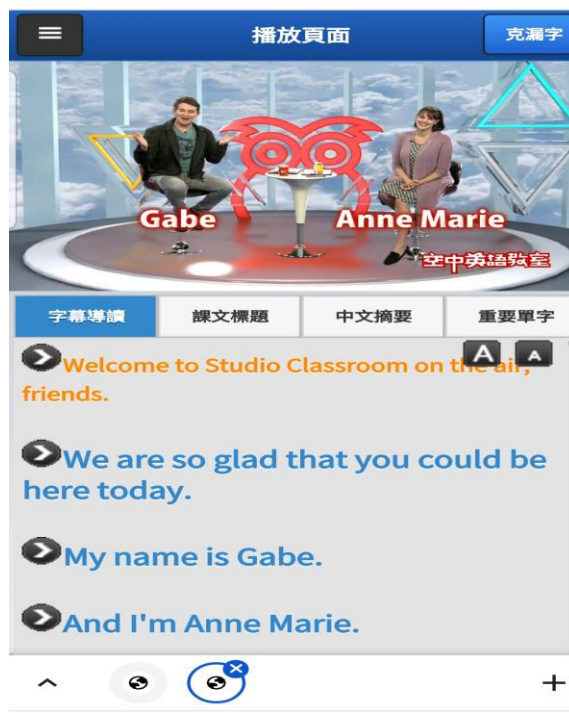 播放頁面
克漏字
Gabe
Anne Marie
空中英語教室
字幕導讀
課文標題
中文摘要
重要單字
A A
Welcome to Studio Classroom on the air,
friends.
We are so glad that you could be
here today.
My name is Gabe.
And I'm Anne Marie.